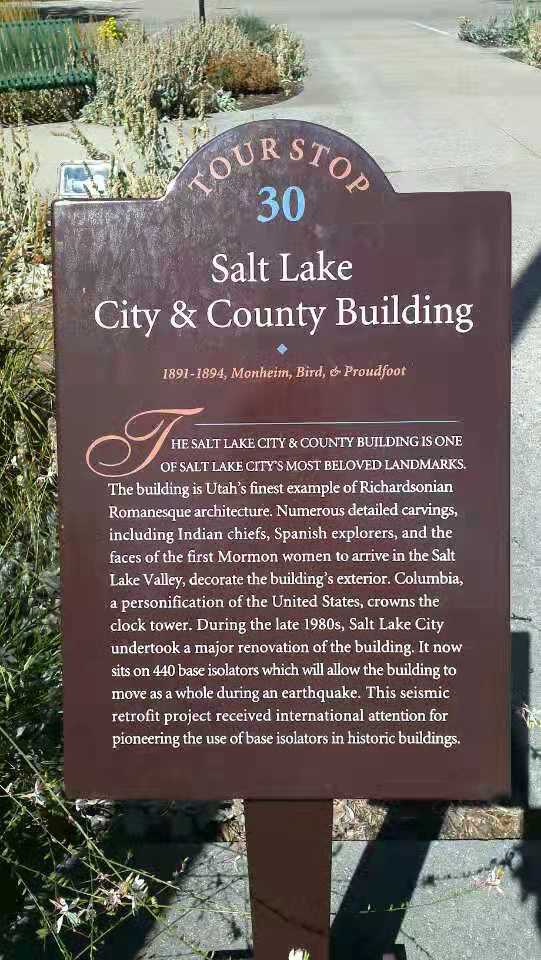 TOUR STOP
30
Salt Lake
City & County Building
1891-1894, Monheim, Bird, & Proudfoot
THE SALT LAKE CITY & COUNTY BUILDING IS ONE
OF SALT LAKE CITY'S MOST BELOVED LANDMARKS.
The building is Utah's finest example of Richardsonian
Romanesque architecture. Numerous detailed carvings,
including Indian chiefs, Spanish explorers, and the
faces of the first Mormon women to arrive in the Salt
Lake Valley, decorate the building's exterior. Columbia,
a personification of the United States, crowns the
clock tower. During the late 1980s, Salt Lake City
undertook a major renovation of the building. It now
sits on 440 base isolators which will allow the building to
move as a whole during an earthquake. This seismic
retrofit project received international attention for
pioneering the use of base isolators in historic buildings.